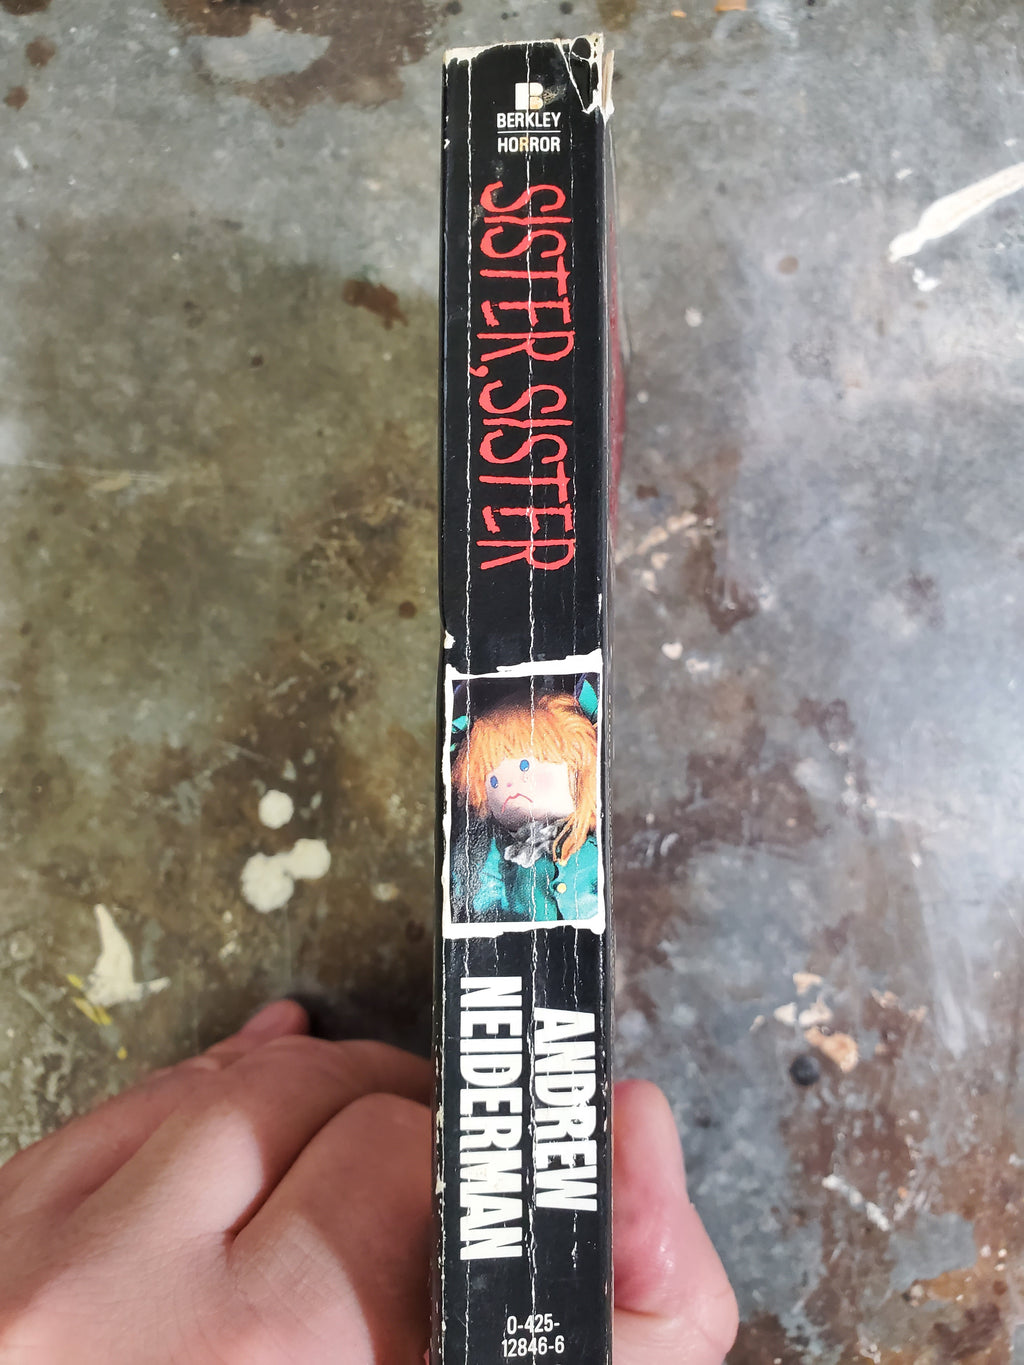 B
BERKLEY
HORROR
SISTER, SISTER
ANDREW
NEIDERMAN
0-425-
12846-6